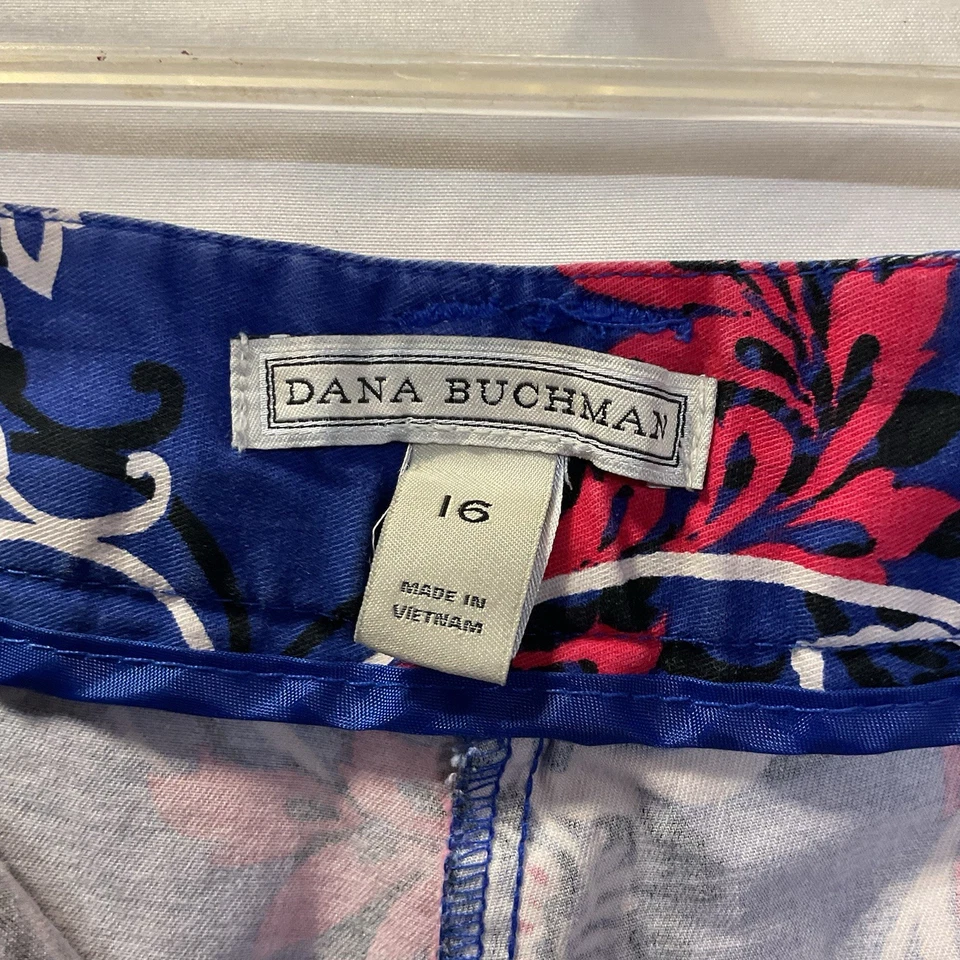 DANA BUCHMAN
16
MADE IN
VIETNAM